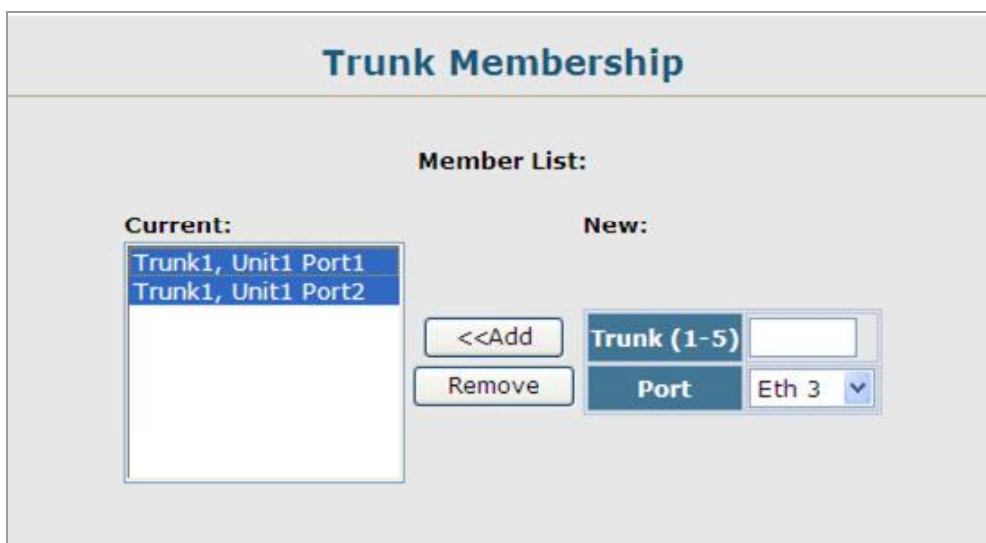 Trunk Membership
Member List:
Current:
New:
Trunk1, Unit1 Port1
Trunk1, Unit1 Port2
<<Add
Remove
Trunk (1-5)
Port
Eth 3